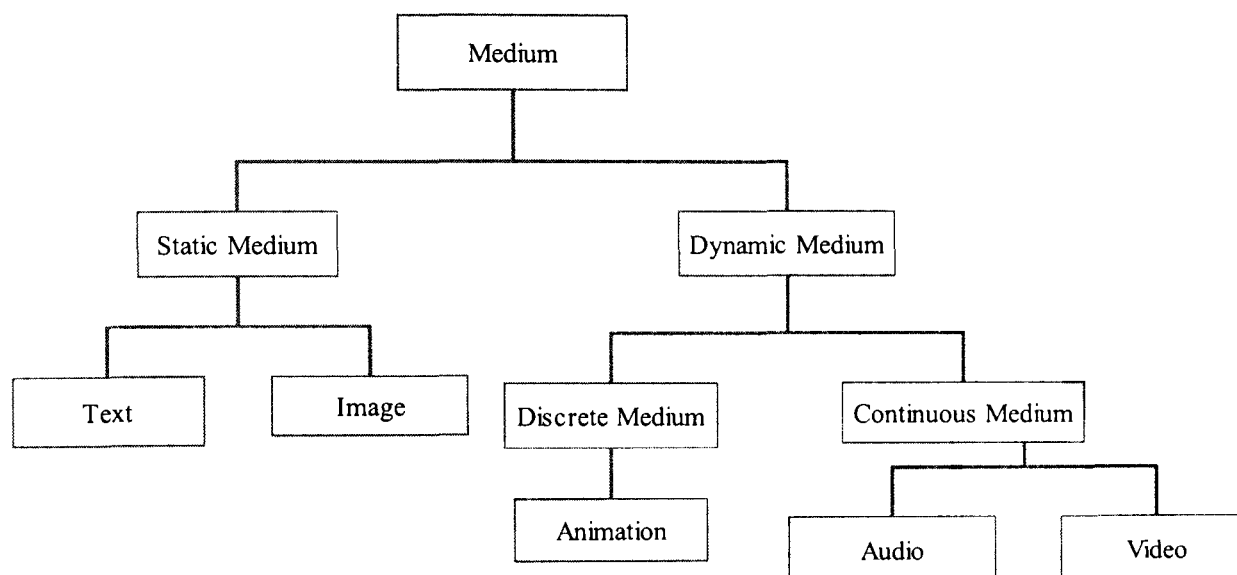 Medium
Static Medium
Dynamic Medium
Text
Image
Discrete Medium
Continuous Medium
Animation
Audio
Video